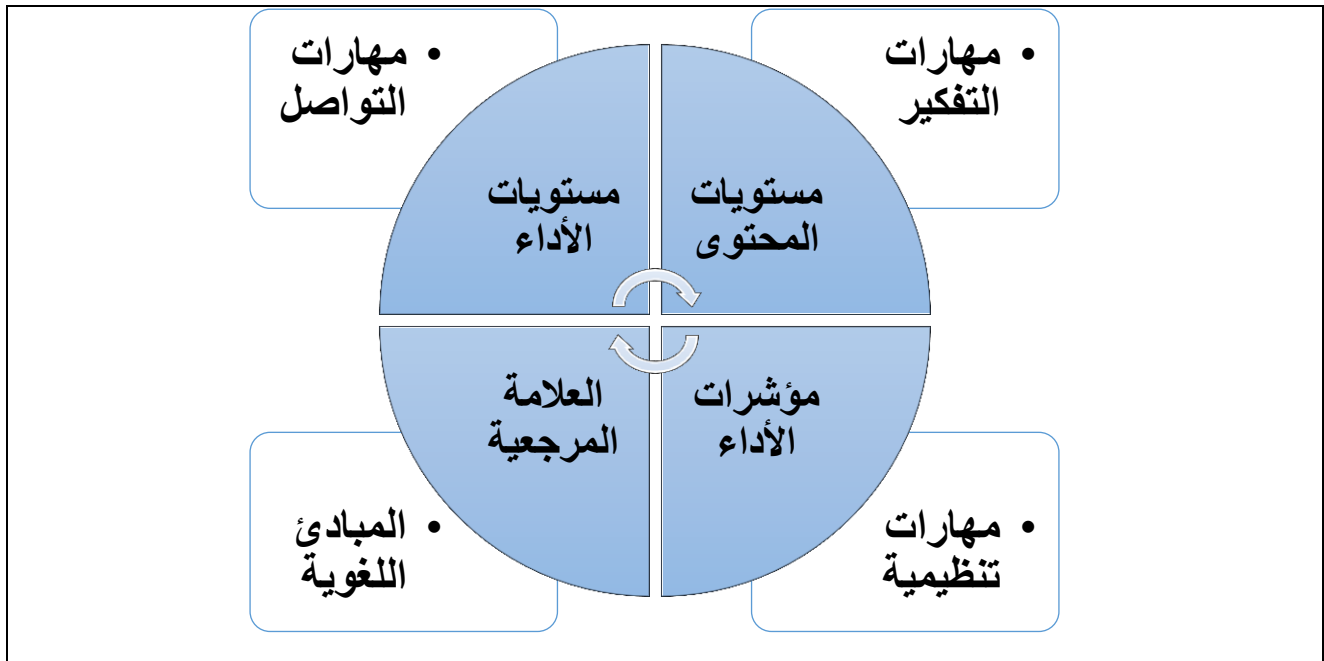 • مهارات
التفكير
• مهارات
التواصل
مستويات
المحتوى
مستويات
الأداء
مؤشرات
الأداء
العلامة
المرجعية
• مهارات
تنظيمية
• المبادئ
اللغوية